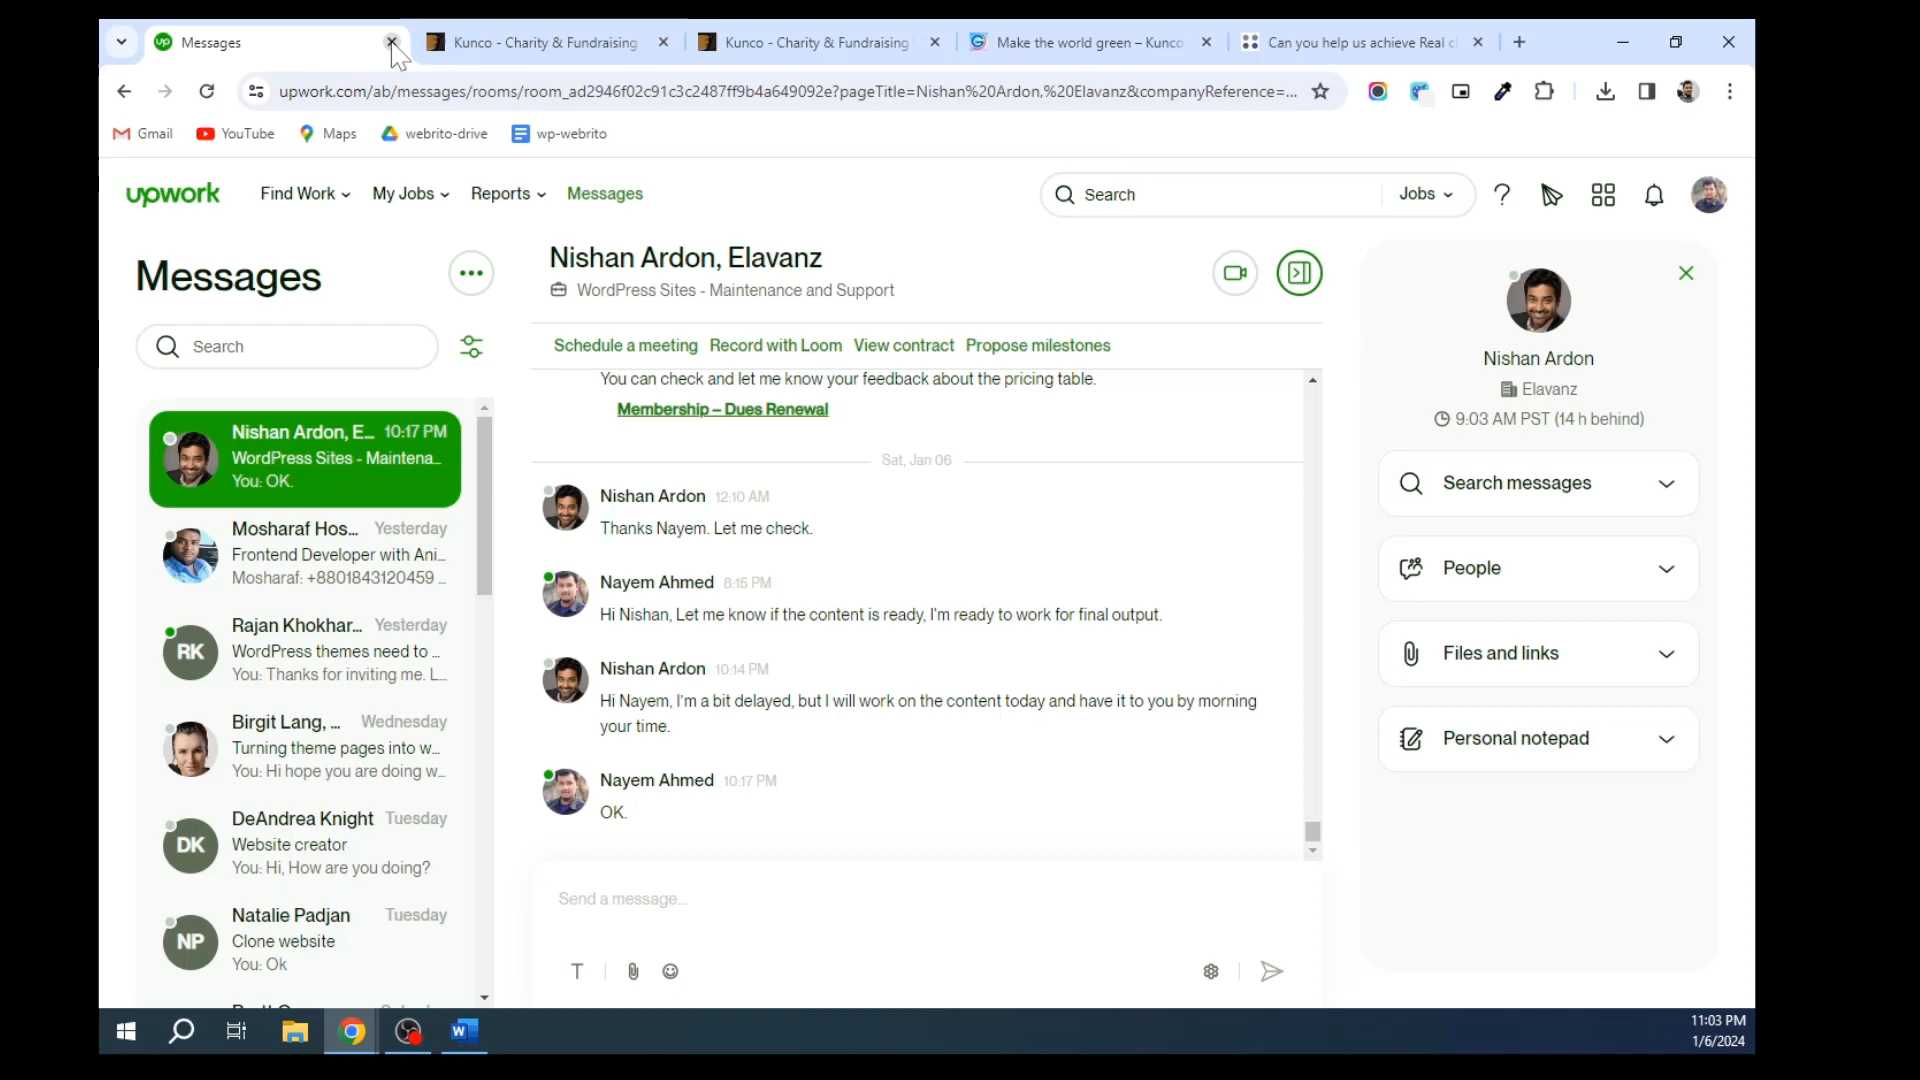 Messages
Kunco - Charity & Fundraising
Kunco - Charity & Fundraising
Make the world green – Kunco
Can you help us achieve Real cl
upwork.com/ab/messages/rooms/room_ad2946f02c91c3c2487ff9b4a649092e?pageTitle=Nishan%20Ardon,%20Elavanz&companyReference=...
Gmail
YouTube
Maps
webrito-drive
wp-webrito
upwork
Find Work
My Jobs
Reports
Messages
Search
Jobs
Messages
Search
Nishan Ardon, E... 10:17 PM
WordPress Sites - Maintena...
You: OK.
Mosharaf Hos... Yesterday
Frontend Developer with Ani...
Mosharaf: +8801843120459 ...
RK
Rajan Khokhar... Yesterday
WordPress themes need to ...
You: Thanks for inviting me. L...
Birgit Lang, ... Wednesday
Turning theme pages into w...
You: Hi hope you are doing w...
DK
DeAndrea Knight Tuesday
Website creator
You: Hi, How are you doing?
NP
Natalie Padjan Tuesday
Clone website
You: Ok
Nishan Ardon, Elavanz
WordPress Sites - Maintenance and Support
Schedule a meeting Record with Loom View contract Propose milestones
You can check and let me know your feedback about the pricing table.
Membership – Dues Renewal
Sat, Jan 06
Nishan Ardon 12:10 AM
Thanks Nayem. Let me check.
Nayem Ahmed 8:15 PM
Hi Nishan, Let me know if the content is ready, I'm ready to work for final output.
Nishan Ardon 10:14 PM
Hi Nayem, I'm a bit delayed, but I will work on the content today and have it to you by morning
your time.
Nayem Ahmed 10:17 PM
OK.
Send a message...
Nishan Ardon
Elavanz
9:03 AM PST (14 h behind)
Search messages
People
Files and links
Personal notepad
11:03 PM
1/6/2024